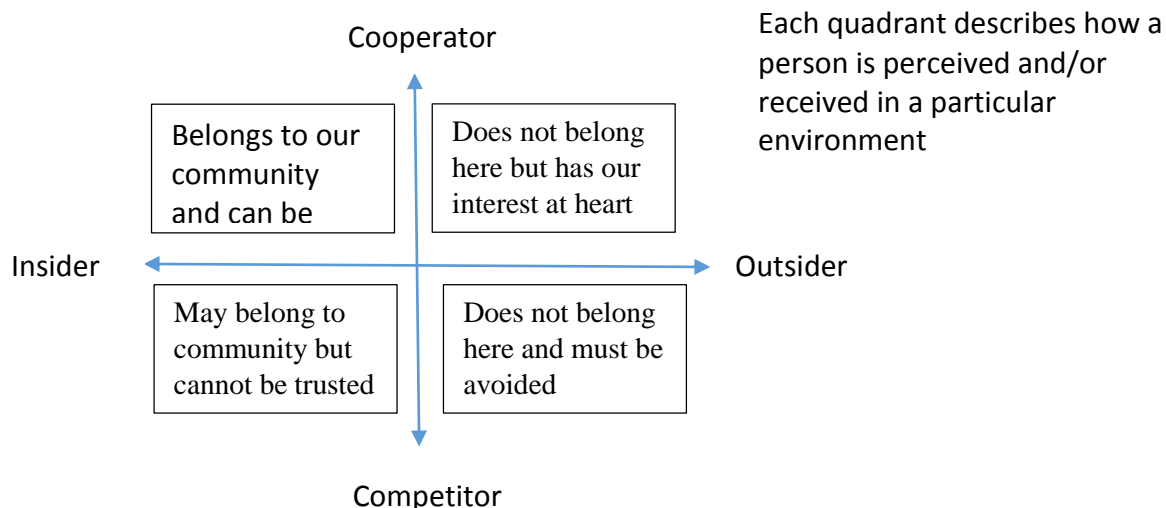 Cooperator
Each quadrant describes how a
person is perceived and/or
received in a particular
environment
Belongs to our
community
and can be
Does not belong
here but has our
interest at heart
Insider
Outsider
May belong to
community but
cannot be trusted
Does not belong
here and must be
avoided
Competitor